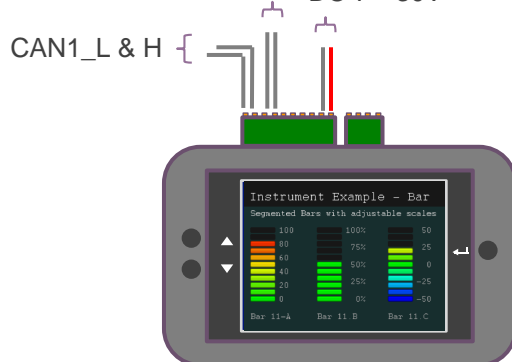 CAN1_L & H
Instrument Example - Bar
Segmented Bars with adjustable scales
100 100% 50
80 75% 25
60 50% 0
40
20 25% -25
0 0% -50
Bar 11-A Bar 11.B Bar 11.C